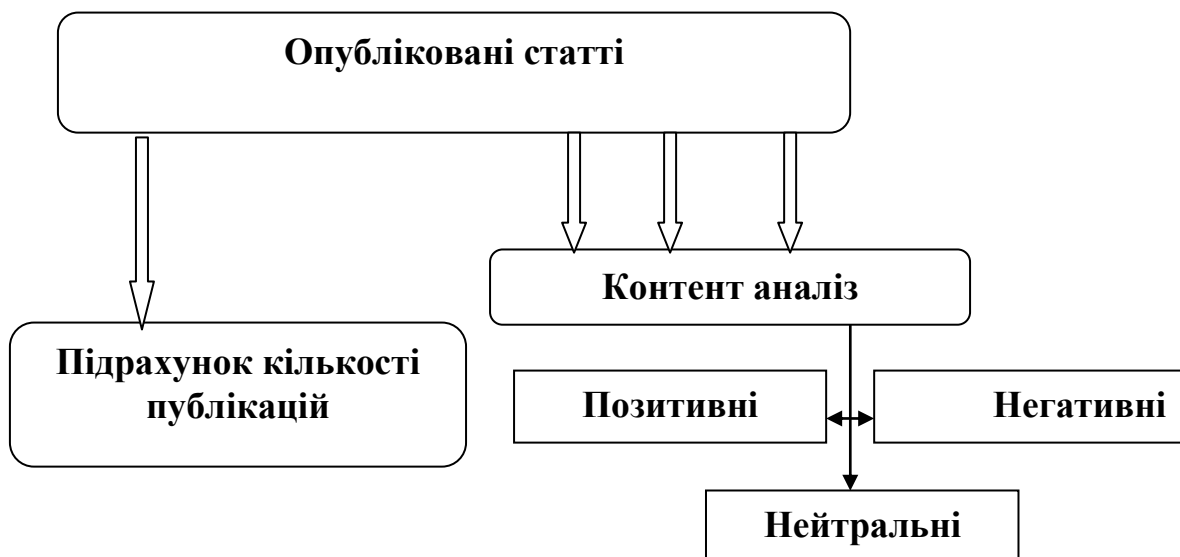 Опубліковані статті
Контент аналіз
Підрахунок кількості
публікацій
Позитивні
Негативні
Нейтральні